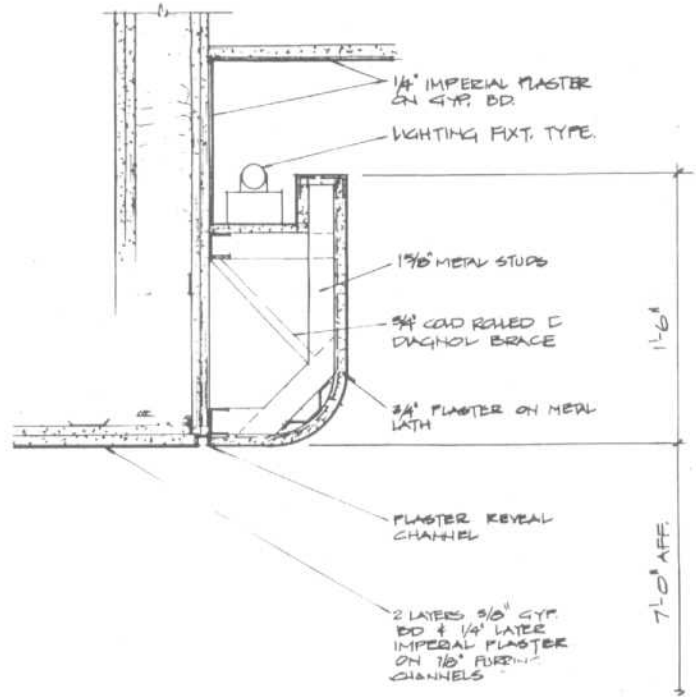 1/4" IMPERIAL PLASTER
ON GYP. BD.
LIGHTING FIXT. TYPE.
1 5/8" METAL STUDS
3/4" COLD ROLLED C
DIAGNOL BRACE
3/4" PLASTER ON METAL
LATH
1'-6"
PLASTER REVEAL
CHANNEL
7'-0" AFF.
2 LAYERS 5/8" GYP.
BD & 1/4" LAYER
IMPERIAL PLASTER
ON 7/8" FURRING
CHANNELS